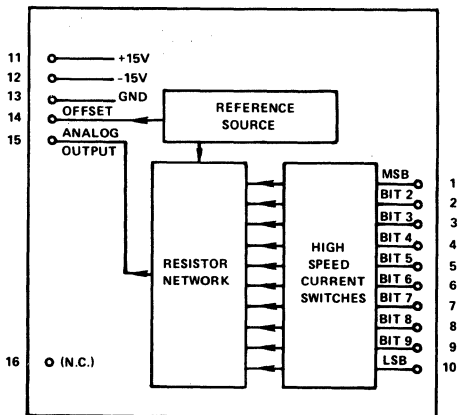 11 +15V
12 -15V
13 GND
14 OFFSET
15 ANALOG
OUTPUT
REFERENCE
SOURCE
RESISTOR
NETWORK
HIGH
SPEED
CURRENT
SWITCHES
MSB 1
BIT 2 2
BIT 3 3
BIT 4 4
BIT 5 5
BIT 6 6
BIT 7 7
BIT 8 8
BIT 9 9
LSB 10
16 (N.C.)